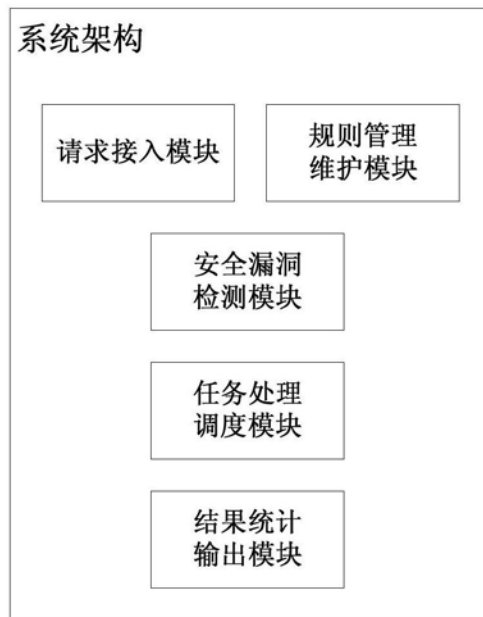 系统架构
请求接入模块
规则管理
维护模块
安全漏洞
检测模块
任务处理
调度模块
结果统计
输出模块